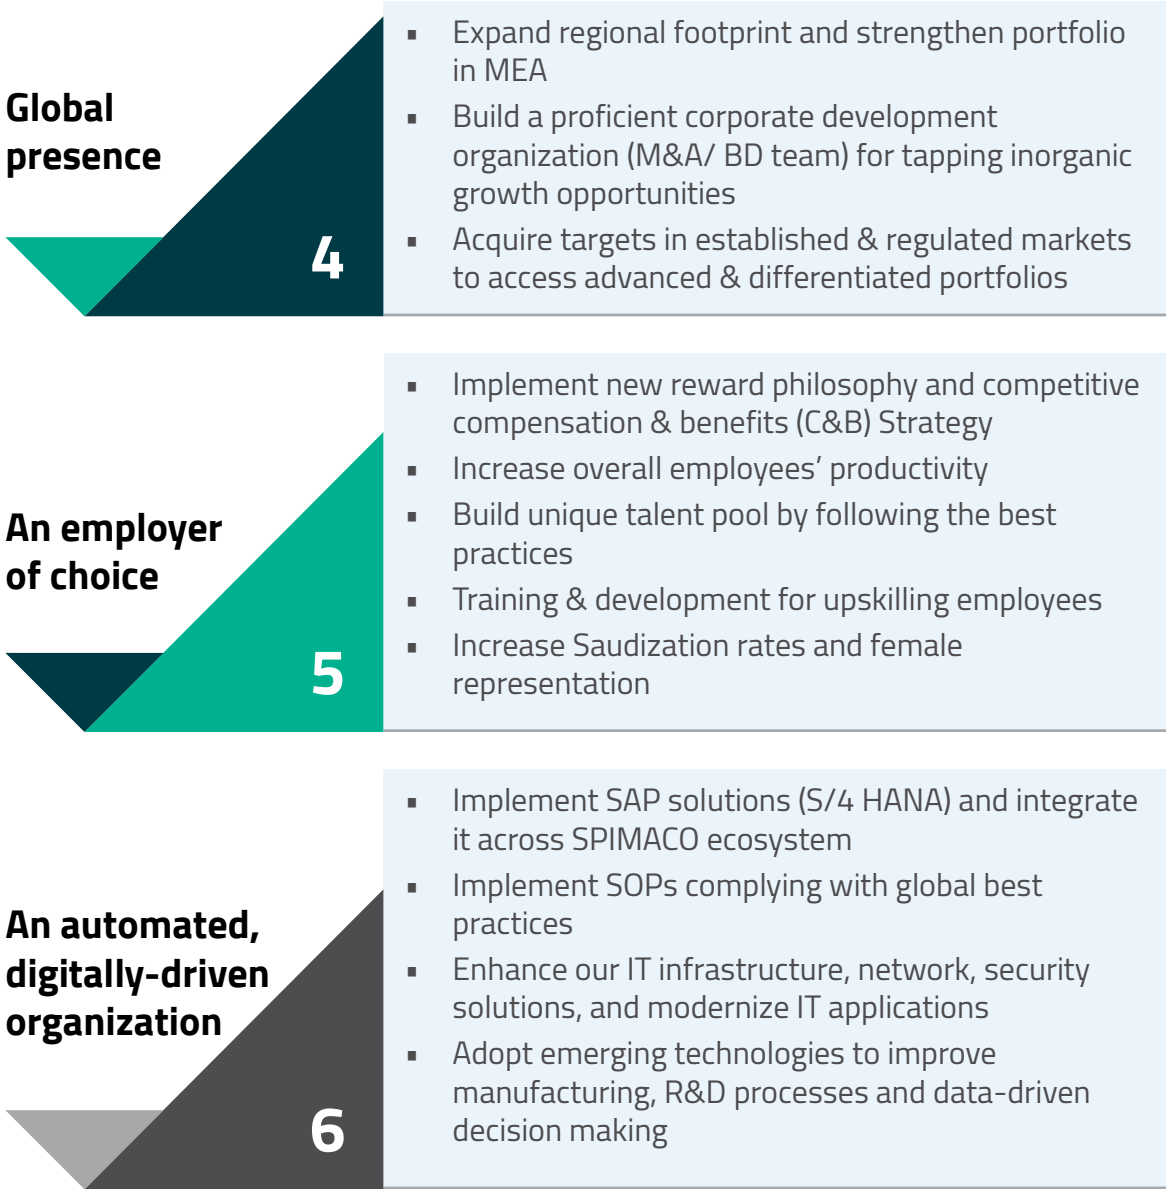 Global
presence
4
▪ Expand regional footprint and strengthen portfolio
in MEA
▪ Build a proficient corporate development
organization (M&A/ BD team) for tapping inorganic
growth opportunities
▪ Acquire targets in established & regulated markets
to access advanced & differentiated portfolios
An employer
of choice
5
▪ Implement new reward philosophy and competitive
compensation & benefits (C&B) Strategy
▪ Increase overall employees’ productivity
▪ Build unique talent pool by following the best
practices
▪ Training & development for upskilling employees
▪ Increase Saudization rates and female
representation
An automated,
digitally-driven
organization
6
▪ Implement SAP solutions (S/4 HANA) and integrate
it across SPIMACO ecosystem
▪ Implement SOPs complying with global best
practices
▪ Enhance our IT infrastructure, network, security
solutions, and modernize IT applications
▪ Adopt emerging technologies to improve
manufacturing, R&D processes and data-driven
decision making